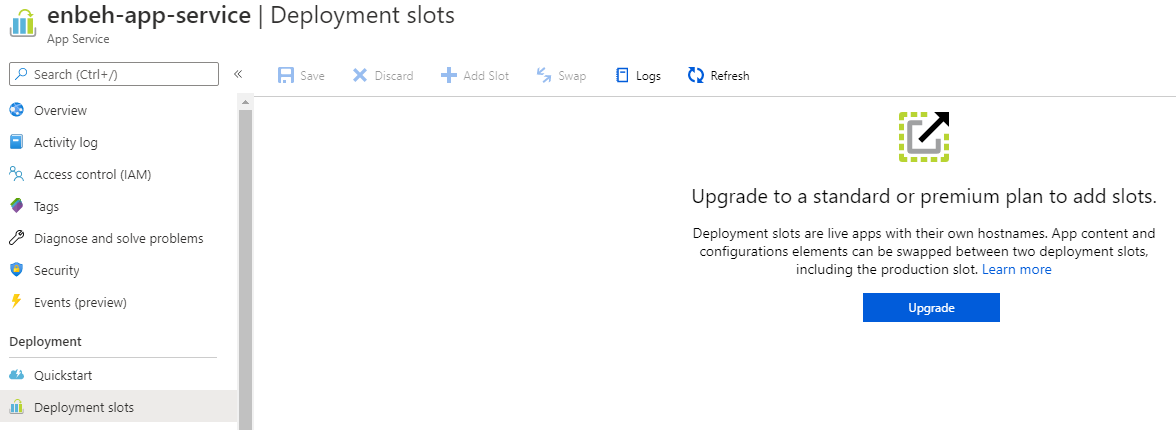 enbeh-app-service | Deployment slots
App Service
Search (Ctrl+/)
«
Save
Discard
Add Slot
Swap
Logs
Refresh
Overview
Activity log
Access control (IAM)
Tags
Diagnose and solve problems
Security
Events (preview)
Deployment
Quickstart
Deployment slots
Upgrade to a standard or premium plan to add slots.
Deployment slots are live apps with their own hostnames. App content and
configurations elements can be swapped between two deployment slots,
including the production slot. Learn more
Upgrade